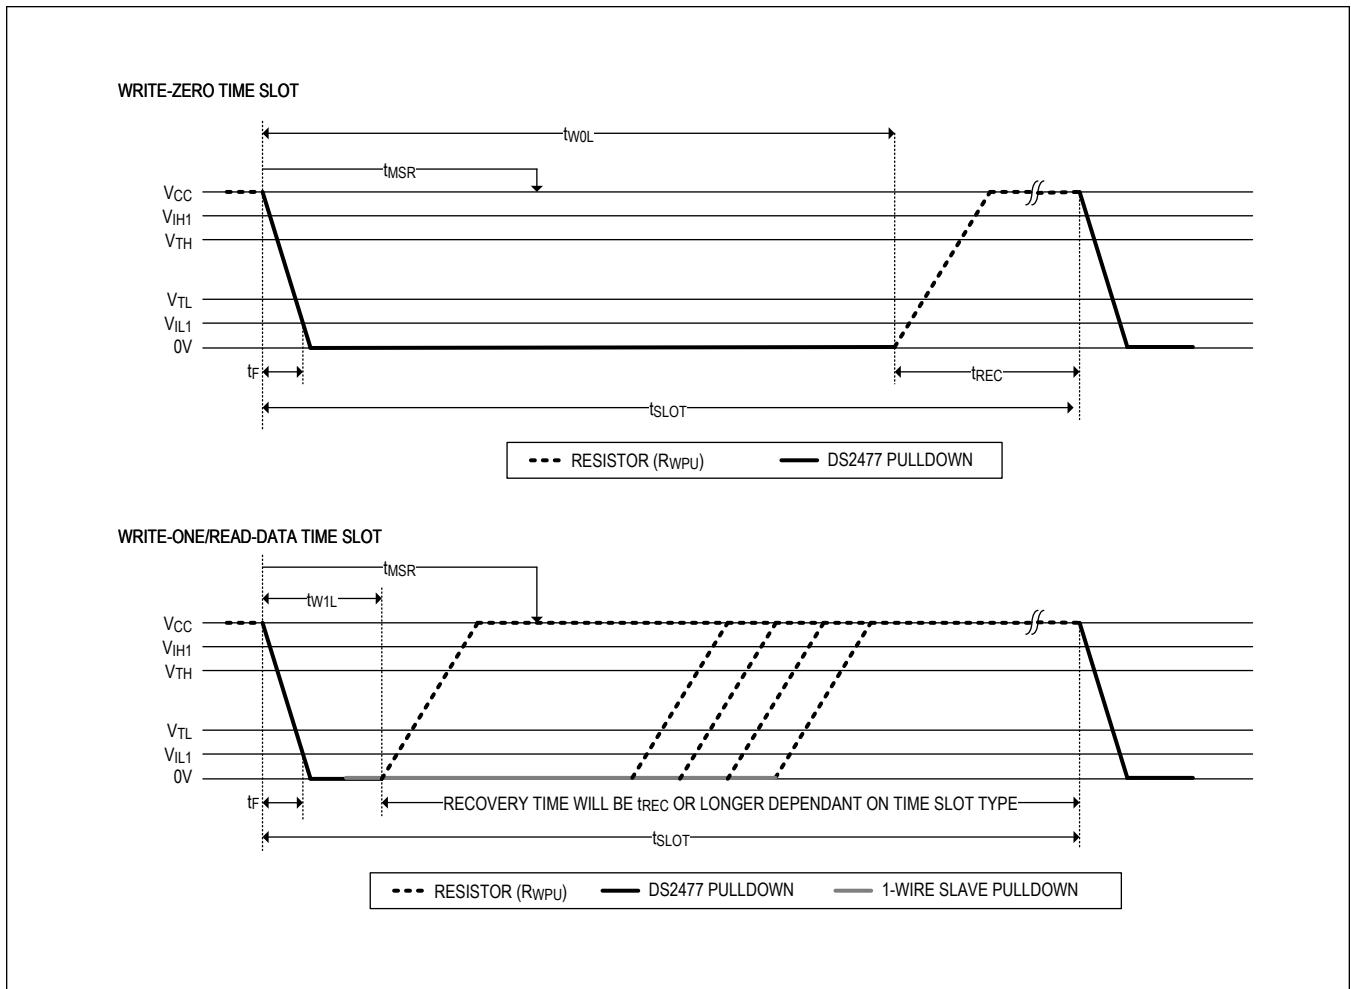 WRITE-ZERO TIME SLOT
tW0L
tMSR
VCC
VIH1
VTH
VTL
VIL1
0V
tF
tREC
tSLOT
RESISTOR (RWPU) DS2477 PULLDOWN
WRITE-ONE/READ-DATA TIME SLOT
tMSR
tW1L
VCC
VIH1
VTH
VTL
VIL1
0V
tF
RECOVERY TIME WILL BE tREC OR LONGER DEPENDANT ON TIME SLOT TYPE
tSLOT
RESISTOR (RWPU) DS2477 PULLDOWN 1-WIRE SLAVE PULLDOWN